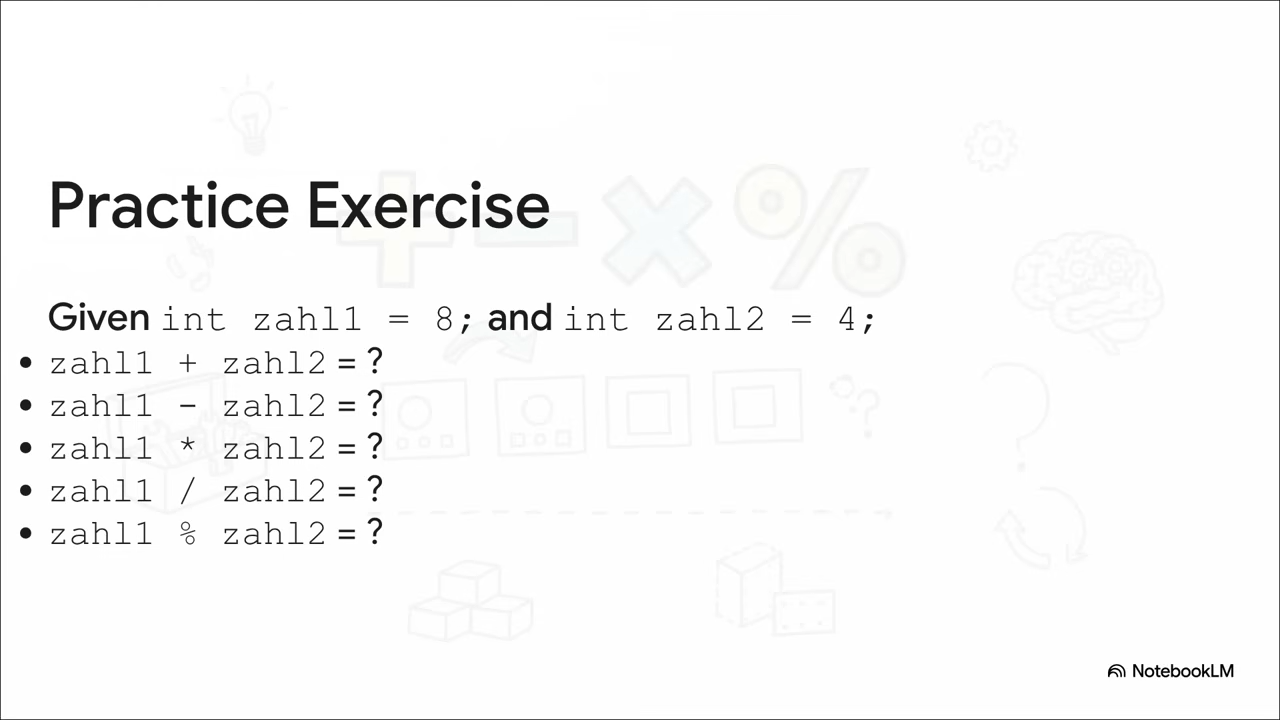 Practice Exercise
Given int zahl1 = 8; and int zahl2 = 4;
• zahl1 + zahl2 = ?
• zahl1 - zahl2 = ?
• zahl1 * zahl2 = ?
• zahl1 / zahl2 = ?
• zahl1 % zahl2 = ?
NotebookLM